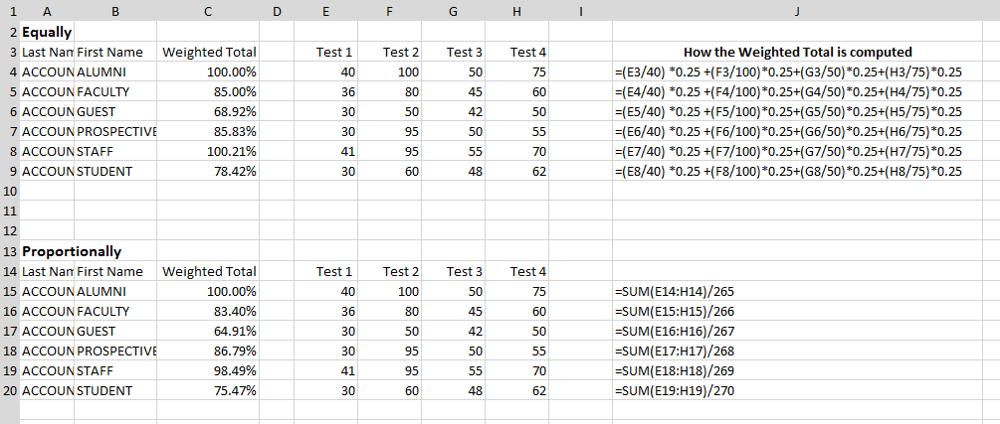 1 A B C D E F G H I J
2 Equally
3 Last Nam First Name Weighted Total Test 1 Test 2 Test 3 Test 4 How the Weighted Total is computed
4 ACCOUN ALUMNI 100.00% 40 100 50 75 =(E3/40) *0.25 +(F3/100)*0.25+(G3/50)*0.25+(H3/75)*0.25
5 ACCOUN FACULTY 85.00% 36 80 45 60 =(E4/40) *0.25 +(F4/100)*0.25+(G4/50)*0.25+(H4/75)*0.25
6 ACCOUN GUEST 68.92% 30 50 42 50 =(E5/40) *0.25 +(F5/100)*0.25+(G5/50)*0.25+(H5/75)*0.25
7 ACCOUN PROSPECTIVE 85.83% 30 95 50 55 =(E6/40) *0.25 +(F6/100)*0.25+(G6/50)*0.25+(H6/75)*0.25
8 ACCOUN STAFF 100.21% 41 95 55 70 =(E7/40) *0.25 +(F7/100)*0.25+(G7/50)*0.25+(H7/75)*0.25
9 ACCOUN STUDENT 78.42% 30 60 48 62 =(E8/40) *0.25 +(F8/100)*0.25+(G8/50)*0.25+(H8/75)*0.25
10
11
12
13 Proportionally
14 Last Nam First Name Weighted Total Test 1 Test 2 Test 3 Test 4
15 ACCOUN ALUMNI 100.00% 40 100 50 75 =SUM(E14:H14)/265
16 ACCOUN FACULTY 83.40% 36 80 45 60 =SUM(E15:H15)/266
17 ACCOUN GUEST 64.91% 30 50 42 50 =SUM(E16:H16)/267
18 ACCOUN PROSPECTIVE 86.79% 30 95 50 55 =SUM(E17:H17)/268
19 ACCOUN STAFF 98.49% 41 95 55 70 =SUM(E18:H18)/269
20 ACCOUN STUDENT 75.47% 30 60 48 62 =SUM(E19:H19)/270